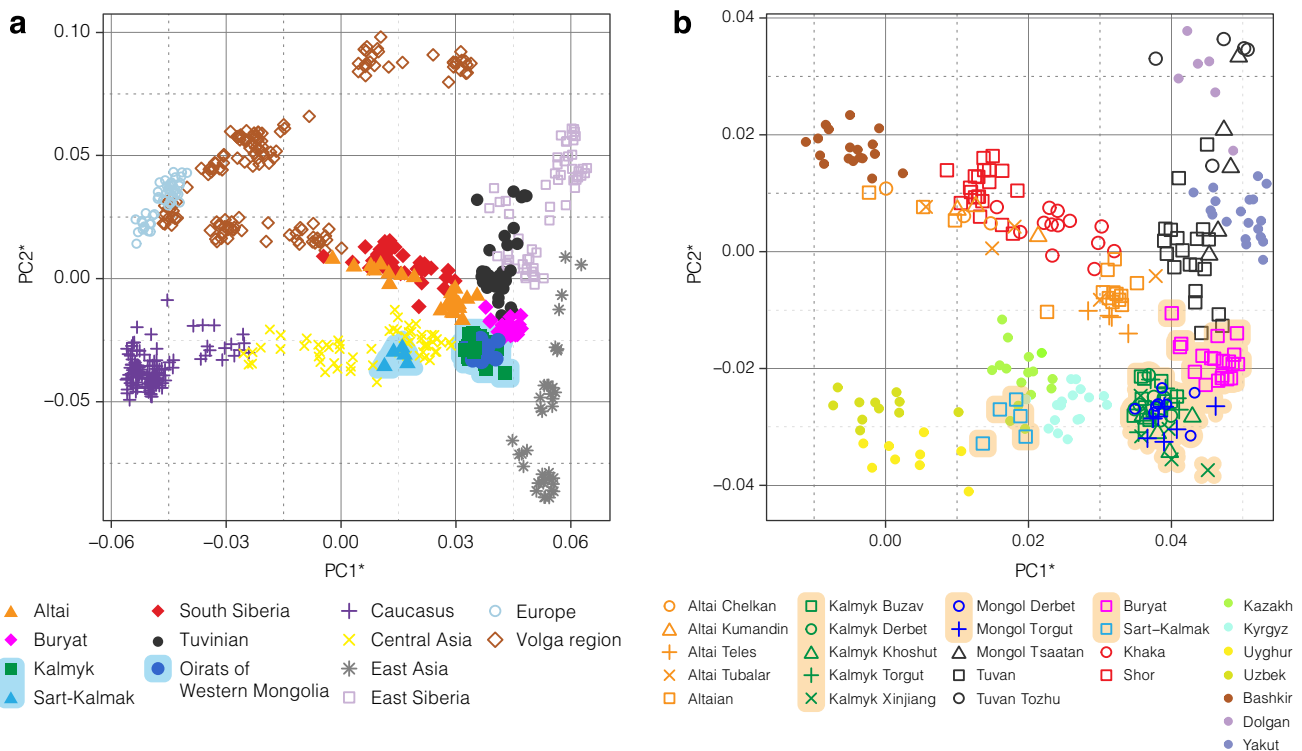 a
0.10
0.05
0.00
−0.05
PC2*
−0.06
−0.03
0.00
0.03
0.06
PC1*
Altai
Buryat
Kalmyk
Sart-Kalmak
South Siberia
Tuvinian
Oirats of
Western Mongolia
Caucasus
Central Asia
East Asia
East Siberia
Europe
Volga region
b
0.04
0.02
0.00
−0.02
−0.04
PC2*
0.00
0.02
0.04
PC1*
Altai Chelkan
Altai Kumandin
Altai Teles
Altai Tubalar
Altaian
Kalmyk Buzav
Kalmyk Derbet
Kalmyk Khoshut
Kalmyk Torgut
Kalmyk Xinjiang
Mongol Derbet
Mongol Torgut
Mongol Tsaatan
Tuvan
Tuvan Tozhu
Buryat
Sart−Kalmak
Khaka
Shor
Kazakh
Kyrgyz
Uyghur
Uzbek
Bashkir
Dolgan
Yakut